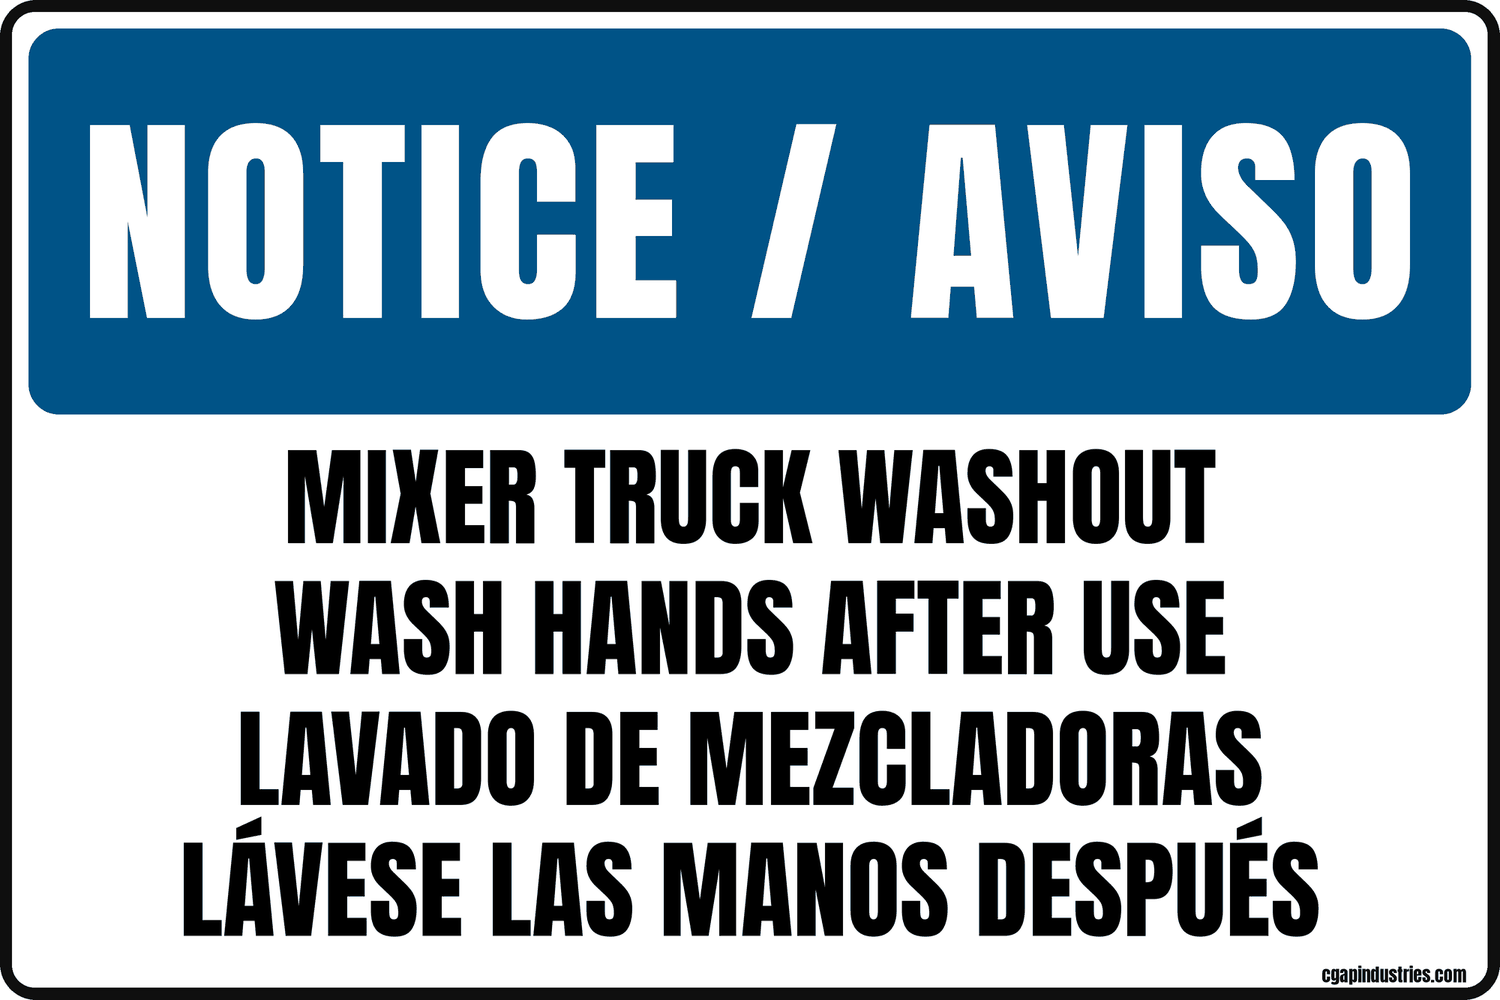 NOTICE / AVISO
MIXER TRUCK WASHOUT
WASH HANDS AFTER USE
LAVADO DE MEZCLADORAS
LÁVESE LAS MANOS DESPUÉS
cgapindustries.com